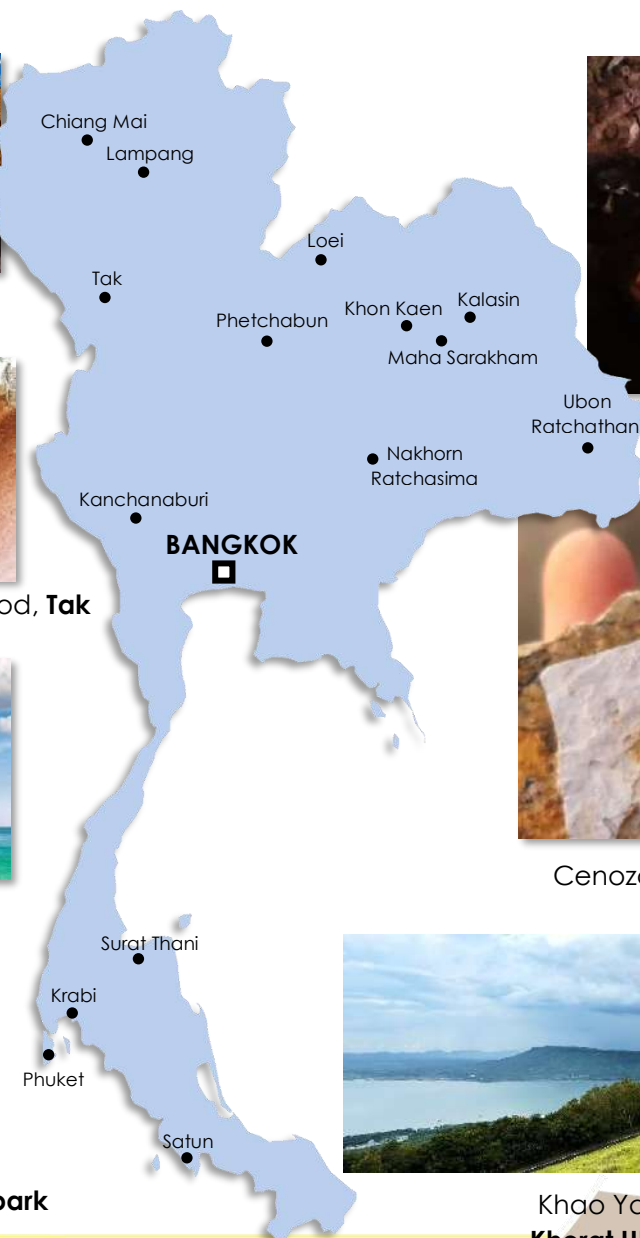 Chiang Mai
Lampang
Loei
Tak
Khon Kaen
Kalasin
Phetchabun
Maha Sarakham
Ubon
Ratchathan
Nakhorn
Ratchasima
Kanchanaburi
BANGKOK
od, Tak
Cenozo
Surat Thani
Krabi
Phuket
Satun
park
Khao Ya